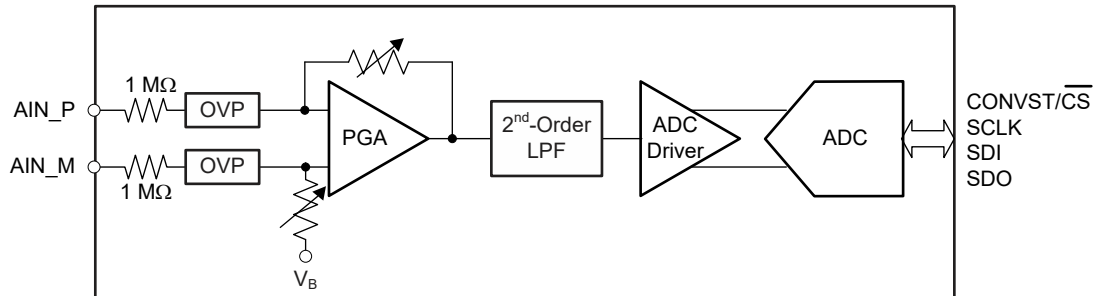 1 MΩ
AIN_P
OVP
PGA
2nd-Order
LPF
ADC
Driver
ADC
CONVST/C̅S̅
SCLK
SDI
SDO
AIN_M
OVP
1 MΩ
VB